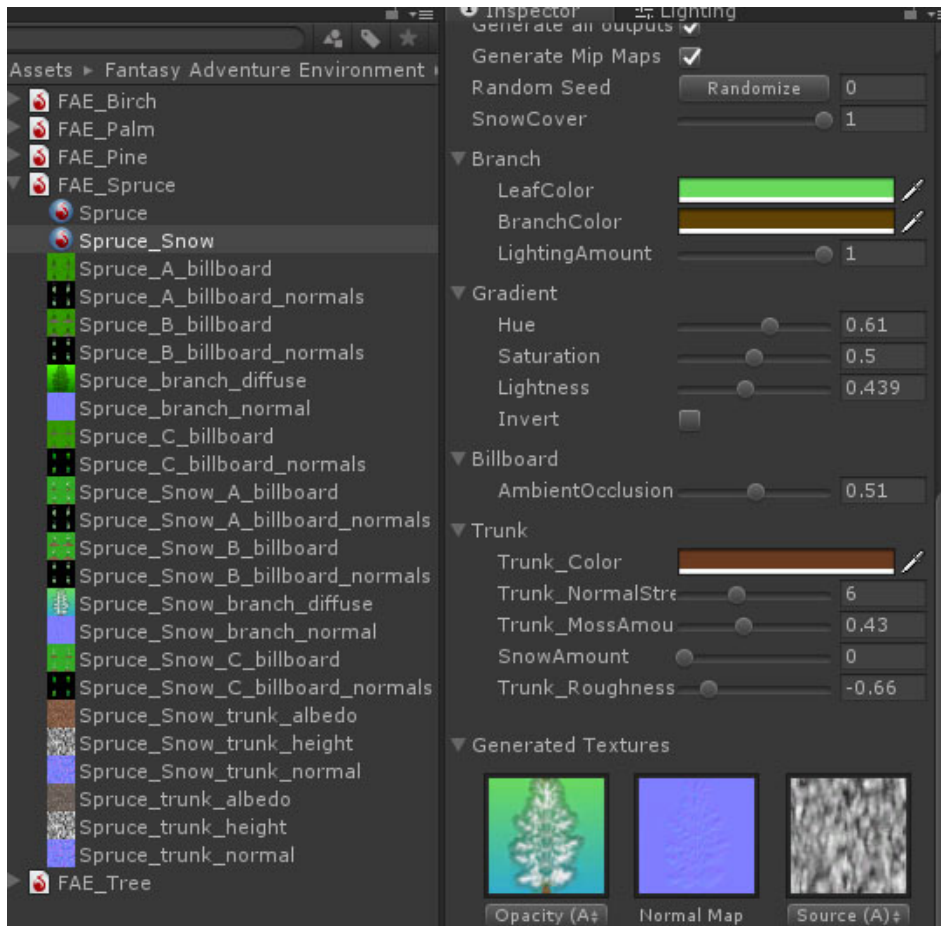 Assets ▸ Fantasy Adventure Environment
FAE_Birch
FAE_Palm
FAE_Pine
FAE_Spruce
Spruce
Spruce_Snow
Spruce_A_billboard
Spruce_A_billboard_normals
Spruce_B_billboard
Spruce_B_billboard_normals
Spruce_branch_diffuse
Spruce_branch_normal
Spruce_C_billboard
Spruce_C_billboard_normals
Spruce_Snow_A_billboard
Spruce_Snow_A_billboard_normals
Spruce_Snow_B_billboard
Spruce_Snow_B_billboard_normals
Spruce_Snow_branch_diffuse
Spruce_Snow_branch_normal
Spruce_Snow_C_billboard
Spruce_Snow_C_billboard_normals
Spruce_Snow_trunk_albedo
Spruce_Snow_trunk_height
Spruce_Snow_trunk_normal
Spruce_trunk_albedo
Spruce_trunk_height
Spruce_trunk_normal
FAE_Tree
Inspector Lighting
Generate all outputs
Generate Mip Maps
Random Seed Randomize 0
SnowCover 1
Branch
LeafColor
BranchColor
LightingAmount 1
Gradient
Hue 0.61
Saturation 0.5
Lightness 0.439
Invert
Billboard
AmbientOcclusion 0.51
Trunk
Trunk_Color
Trunk_NormalStre 6
Trunk_MossAmou 0.43
SnowAmount 0
Trunk_Roughness -0.66
Generated Textures
Opacity (A Normal Map Source (A)